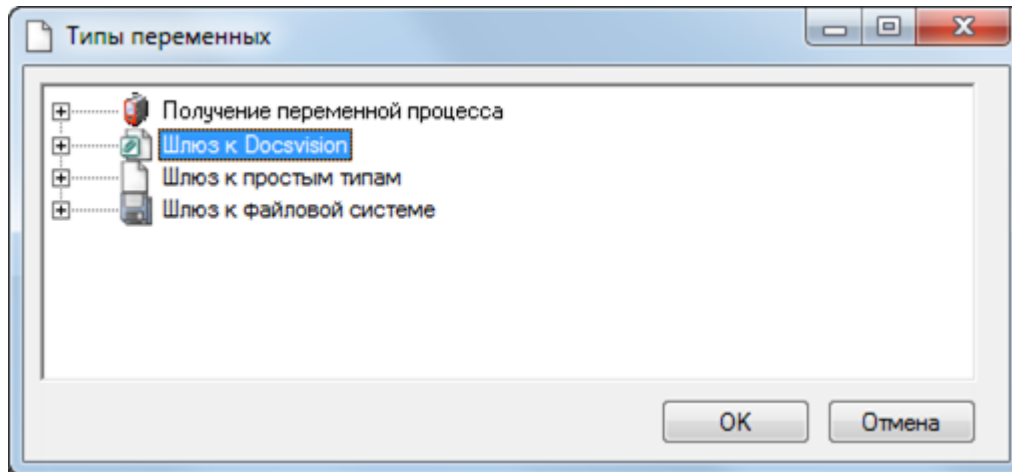 Типы переменных
Получение переменной процесса
Шлюз к Docsvision
Шлюз к простым типам
Шлюз к файловой системе
OK Отмена